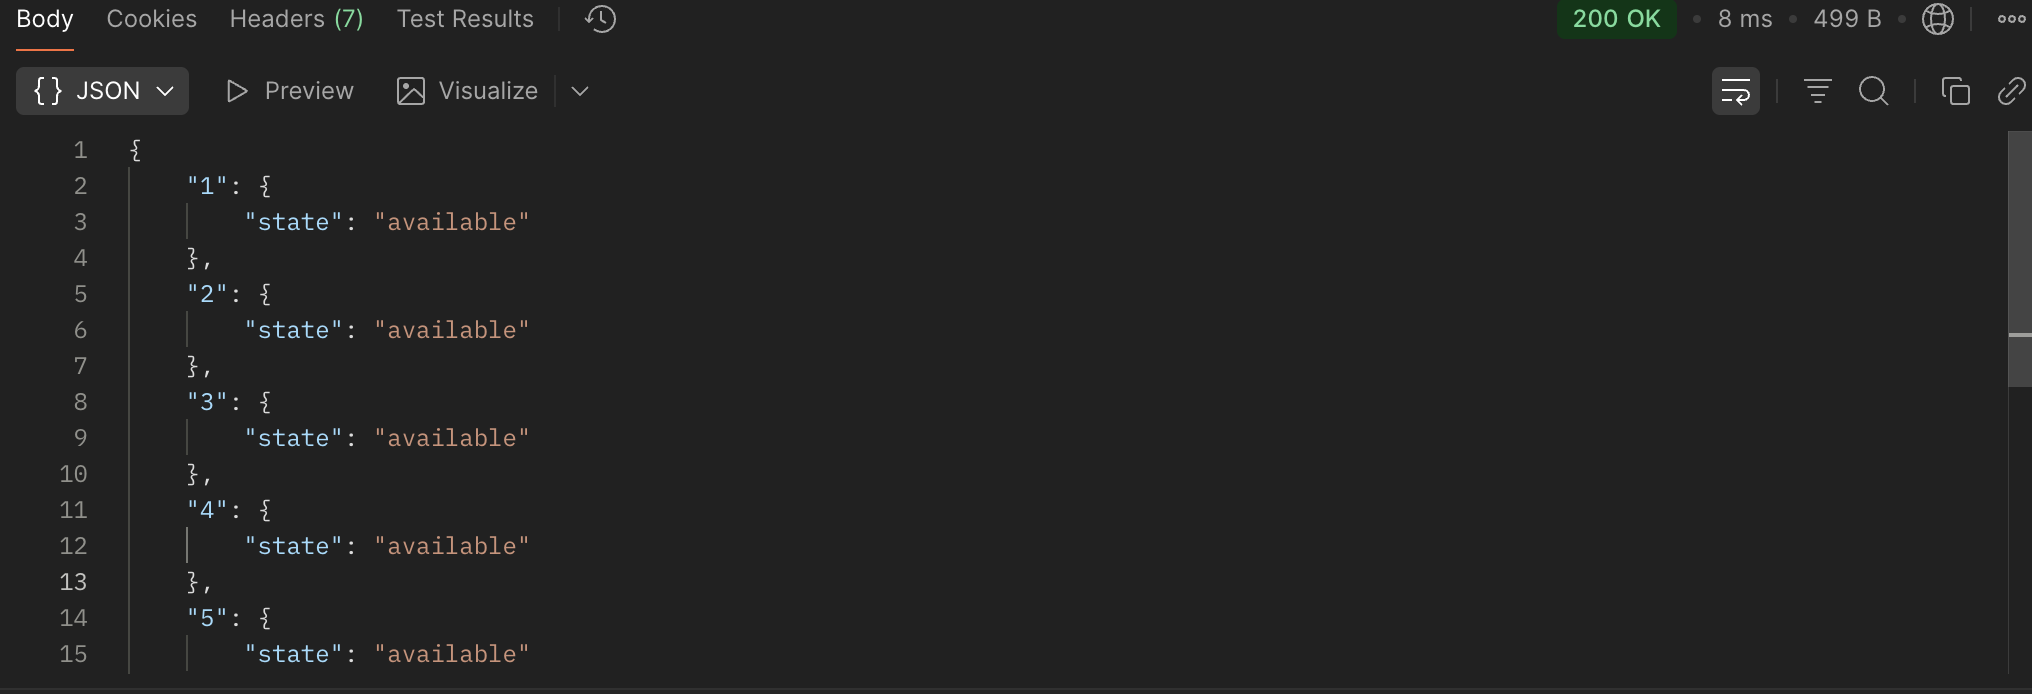 Body Cookies Headers (7) Test Results 200 OK • 8 ms • 499 B •
{} JSON Preview Visualize
1 {
2 "1": {
3 "state": "available"
4 },
5 "2": {
6 "state": "available"
7 },
8 "3": {
9 "state": "available"
10 },
11 "4": {
12 "state": "available"
13 },
14 "5": {
15 "state": "available"